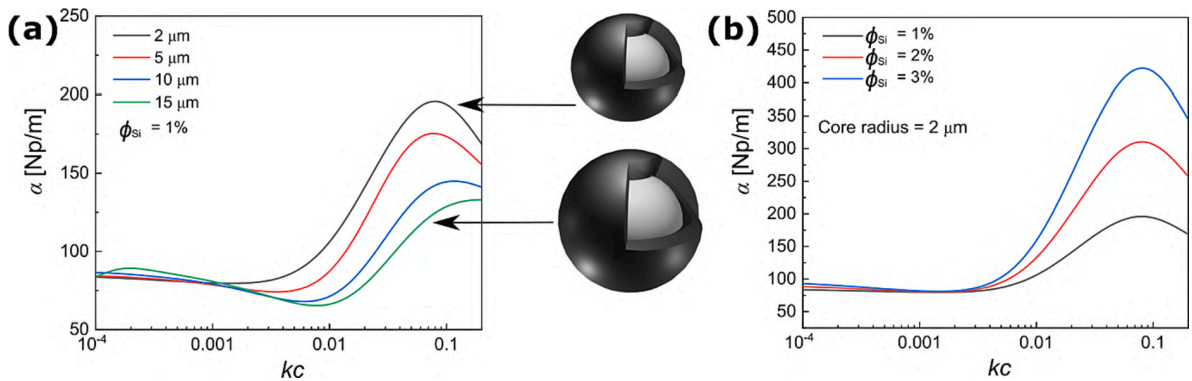 (a)
250
200
150
100
50
α [Np/m]
2 μm
5 μm
10 μm
15 μm
ϕSi = 1%
10-4
0.001
0.01
0.1
kc
(b)
500
450
400
350
300
250
200
150
100
50
α [Np/m]
ϕSi = 1%
ϕSi = 2%
ϕSi = 3%
Core radius = 2 μm
10-4
0.001
0.01
0.1
kc